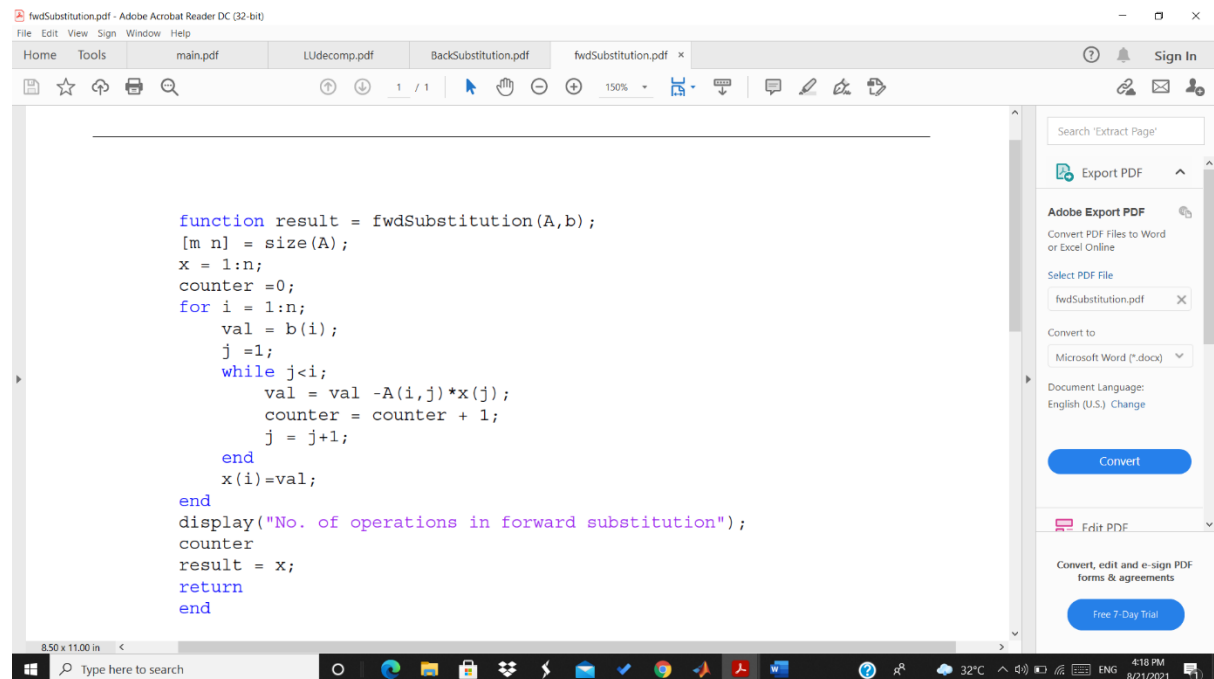 fwdSubstitution.pdf - Adobe Acrobat Reader DC (32-bit)
File Edit View Sign Window Help
Home Tools main.pdf LUdecomp.pdf BackSubstitution.pdf fwdSubstitution.pdf × Sign In
1 / 1 150%
Search 'Extract Page'
Export PDF
Adobe Export PDF
Convert PDF Files to Word
or Excel Online
Select PDF File
fwdSubstitution.pdf
Convert to
Microsoft Word (*.docx)
Document Language:
English (U.S.) Change
Convert
Edit PDF
Convert, edit and e-sign PDF
forms & agreements
Free 7-Day Trial
function result = fwdSubstitution(A,b);
[m n] = size(A);
x = 1:n;
counter =0;
for i = 1:n;
    val = b(i);
    j =1;
    while j<i;
        val = val -A(i,j)*x(j);
        counter = counter + 1;
        j = j+1;
    end
    x(i)=val;
end
display("No. of operations in forward substitution");
counter
result = x;
return
end
8.50 x 11.00 in
Type here to search 32°C ENG 4:18 PM
8/21/2021